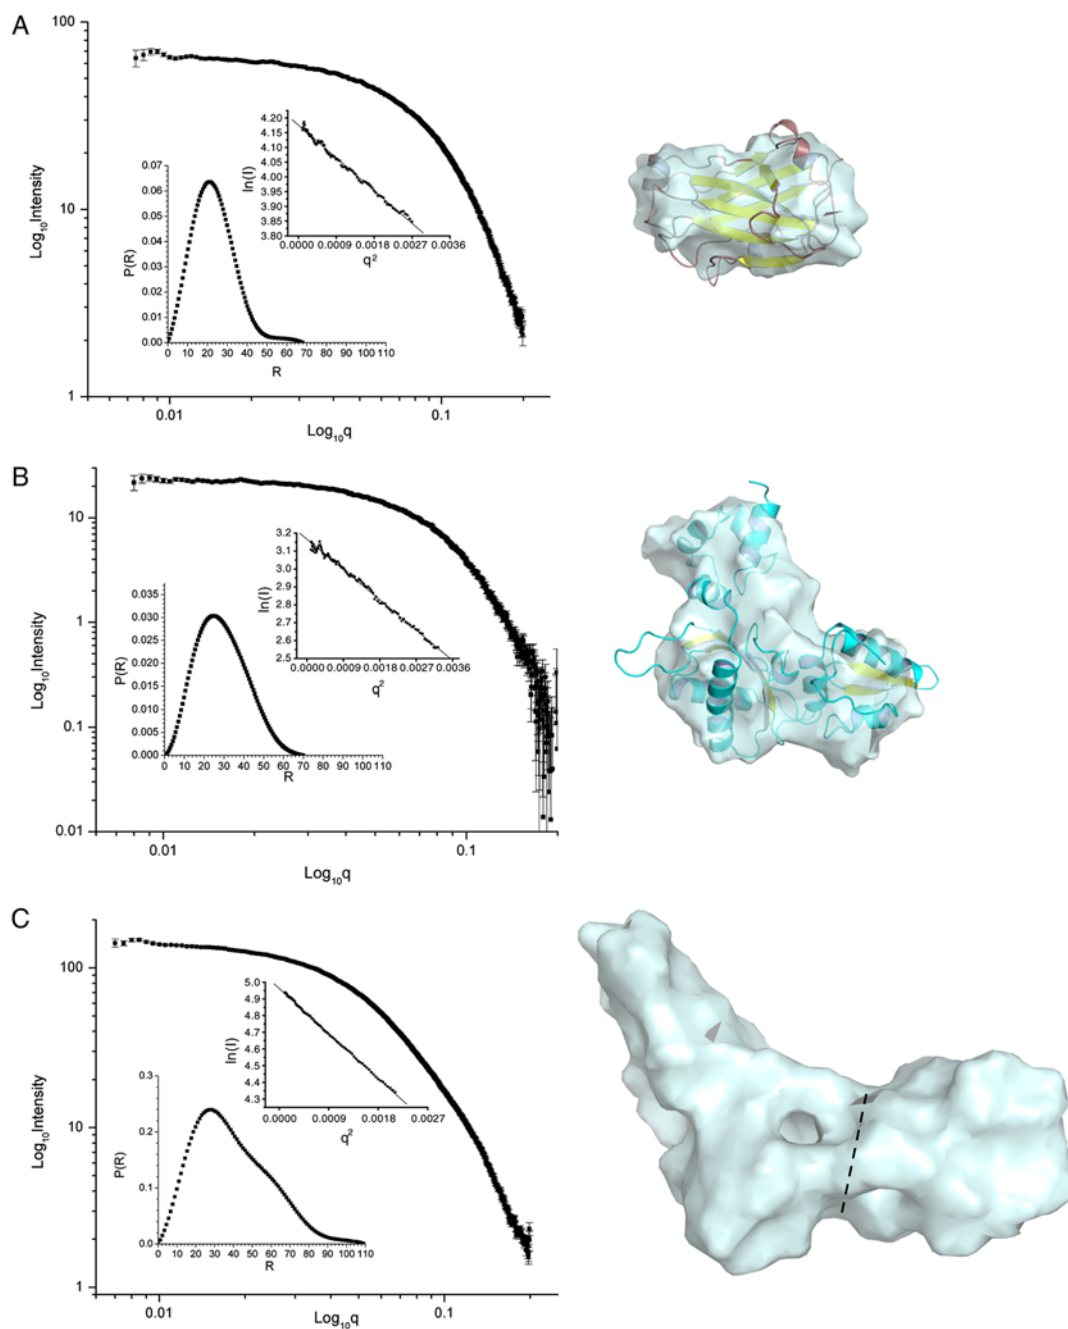 A
100
10
1
Log10Intensity
0.01 0.1
Log10q
4.20
4.15
4.10
4.05
4.00
3.95
3.90
3.85
3.80
ln(I)
0.0000 0.0009 0.0018 0.0027 0.0036
q2
0.07
0.06
0.05
0.04
0.03
0.02
0.01
0.00
P(R)
0 10 20 30 40 50 60 70 80 90 100 110
R
B
10
1
0.1
0.01
Log10Intensity
0.01 0.1
Log10q
3.2
3.1
3.0
2.9
2.8
2.7
2.6
2.5
ln(I)
0.0000 0.0009 0.0018 0.0027 0.0036
q2
0.035
0.030
0.025
0.020
0.015
0.010
0.005
0.000
P(R)
0 10 20 30 40 50 60 70 80 90 100 110
R
C
100
10
1
Log10Intensity
0.01 0.1
Log10q
5.0
4.9
4.8
4.7
4.6
4.5
4.4
4.3
ln(I)
0.0000 0.0009 0.0018 0.0027
q2
0.3
0.2
0.1
0.0
P(R)
0 10 20 30 40 50 60 70 80 90 100 110
R